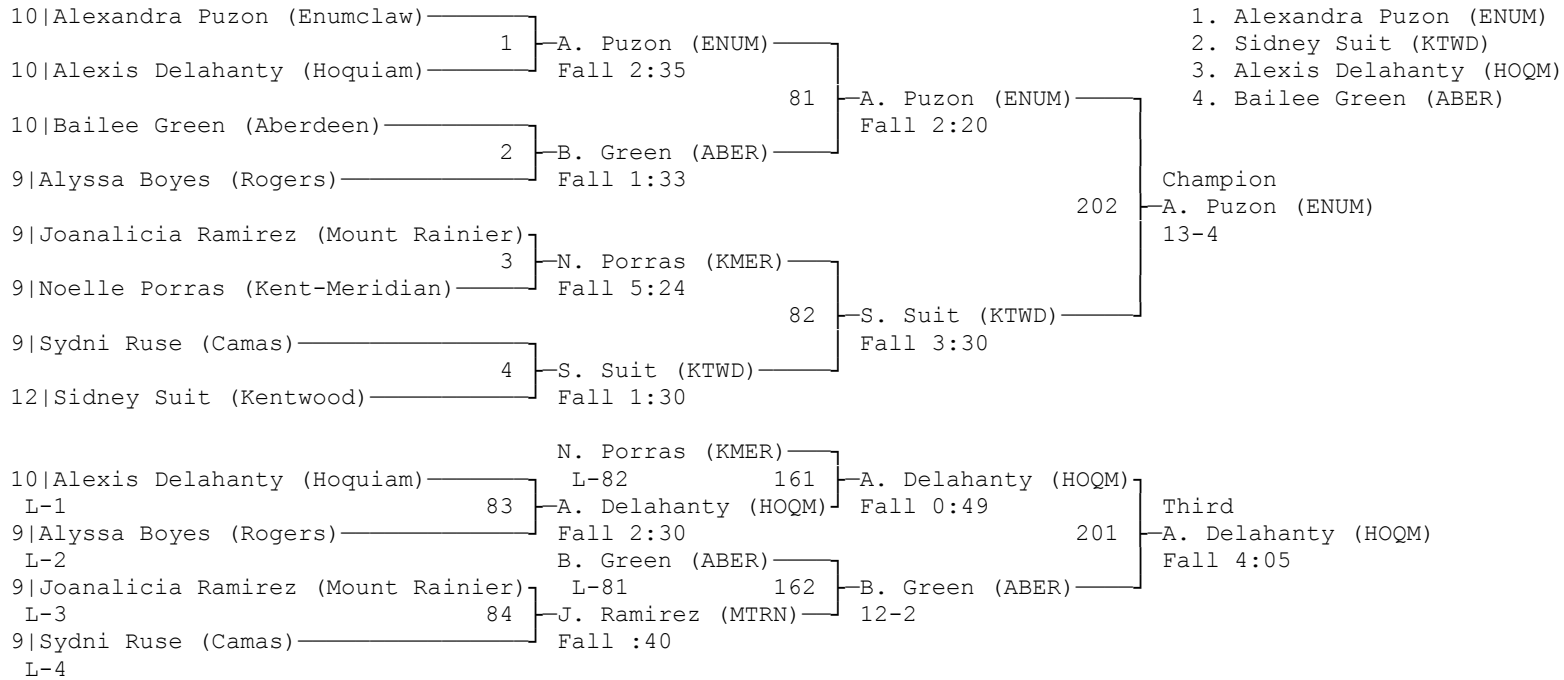 10|Alexandra Puzon (Enumclaw) 1. Alexandra Puzon (ENUM)
1 A. Puzon (ENUM) 2. Sidney Suit (KTWD)
10|Alexis Delahanty (Hoquiam) Fall 2:35 3. Alexis Delahanty (HOQM)
81 A. Puzon (ENUM) 4. Bailee Green (ABER)
10|Bailee Green (Aberdeen) Fall 2:20
2 B. Green (ABER)
9|Alyssa Boyes (Rogers) Fall 1:33 Champion
202 A. Puzon (ENUM)
9|Joanalicia Ramirez (Mount Rainier) 13-4
3 N. Porras (KMER)
9|Noelle Porras (Kent-Meridian) Fall 5:24
82 S. Suit (KTWD)
9|Sydni Ruse (Camas) Fall 3:30
4 S. Suit (KTWD)
12|Sidney Suit (Kentwood) Fall 1:30
N. Porras (KMER)
10|Alexis Delahanty (Hoquiam) L-82 161 A. Delahanty (HOQM)
L-1 83 A. Delahanty (HOQM) Fall 0:49 Third
9|Alyssa Boyes (Rogers) Fall 2:30 201 A. Delahanty (HOQM)
L-2 B. Green (ABER) Fall 4:05
9|Joanalicia Ramirez (Mount Rainier) L-81 162 B. Green (ABER)
L-3 84 J. Ramirez (MTRN) 12-2
9|Sydni Ruse (Camas) Fall :40
L-4